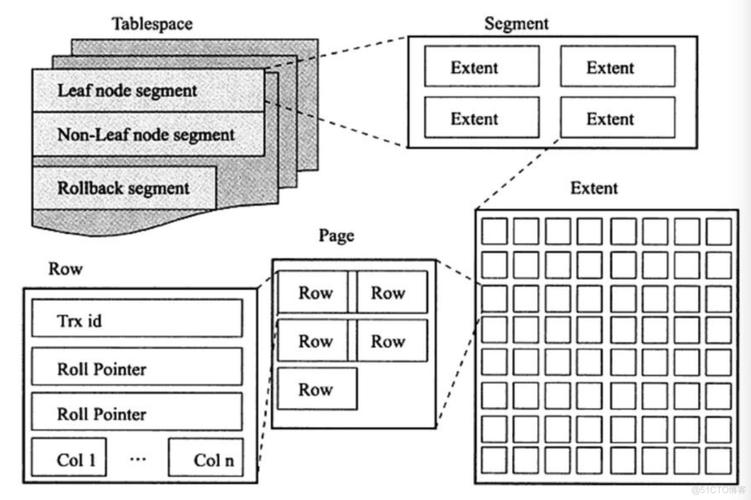 Tablespace
Leaf node segment
Non-Leaf node segment
Rollback segment
Segment
Extent Extent
Extent Extent
Extent
Page
Row Row
Row Row
Row
Row
Trx id
Roll Pointer
Roll Pointer
Col 1 ... Col n
@51CTO博客